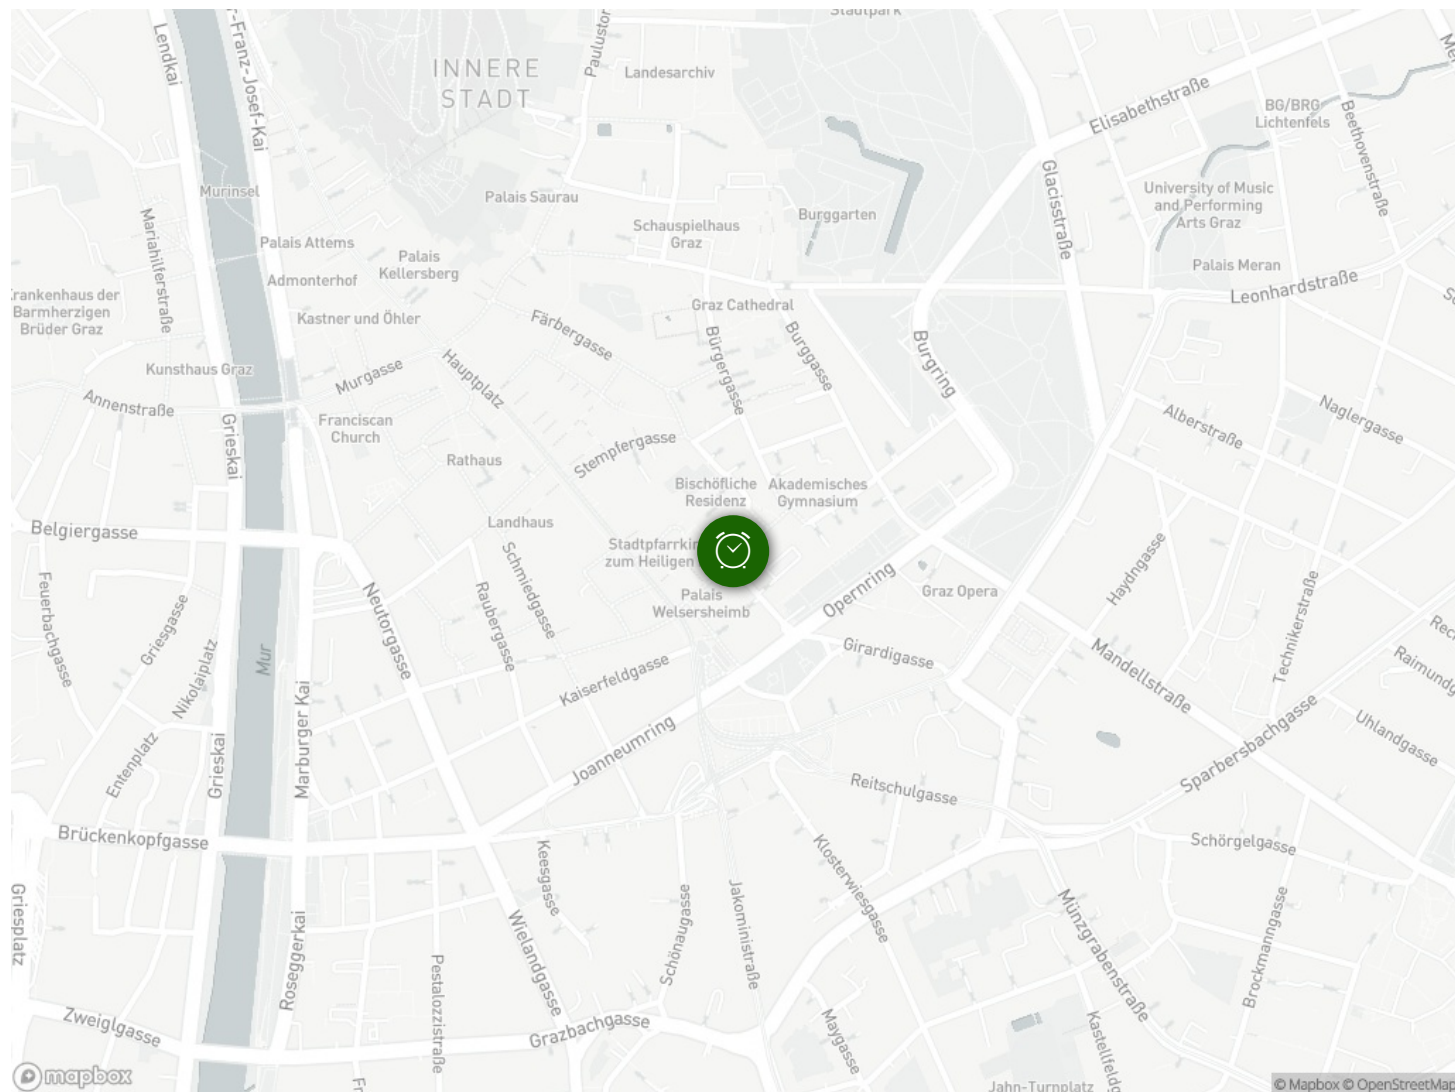 Stadtpark
Lendkai
r-Franz-Josef-Kai
INNERE
STADT
Landesarchiv
Elisabethstraße
BG/BRG
Lichtenfels
Beethovenstraße
Murinsel
Palais Saurau
Glacisstraße
University of Music
and Performing
Arts Graz
Mariahilferstraße
Schauspielhaus
Graz
Burggarten
Palais Attems
Palais
Kellersberg
Admonterhof
Palais Meran
Leonhardstraße
Krankenhaus der
Barmherzigen
Brüder Graz
Kastner und Öhler
Färbergasse
Graz Cathedral
Bürgergasse
Burggasse
Burgring
Kunsthaus Graz
Murgasse
Hauptplatz
Annenstraße
Franciscan
Church
Grieskai
Stempfergasse
Alberstraße
Naglergasse
Rathaus
Bischöfliche
Residenz
Akademisches
Gymnasium
Belgiergasse
Landhaus
Stadtpfarrkir
zum Heiligen
Schmiedgasse
Raubergasse
Neutorgasse
Palais
Welsersheimb
Opernring
Graz Opera
Haydngasse
Feuerbachgasse
Griesgasse
Nikolaiplatz
Mur
Girardigasse
Mandellstraße
Technikerstraße
Raimundg
Kaiserfeldgasse
Marburger Kai
Grieskai
Entenplatz
Joanneumring
Sparbersbachgasse
Uhlandgasse
Reitschulgasse
Brückenkopfgasse
Schörgelgasse
Keesgasse
Klosterwiesgasse
Griesplatz
Schönaugasse
Jakoministraße
Münzgrabenstraße
Brockmanngasse
Roseggerkai
Wielandgasse
Pestalozzistraße
Zweiglgasse
Grazbachgasse
Maygasse
Kastellfeldg
Jahn-Turnplatz
mapbox
© Mapbox © OpenStreetMap